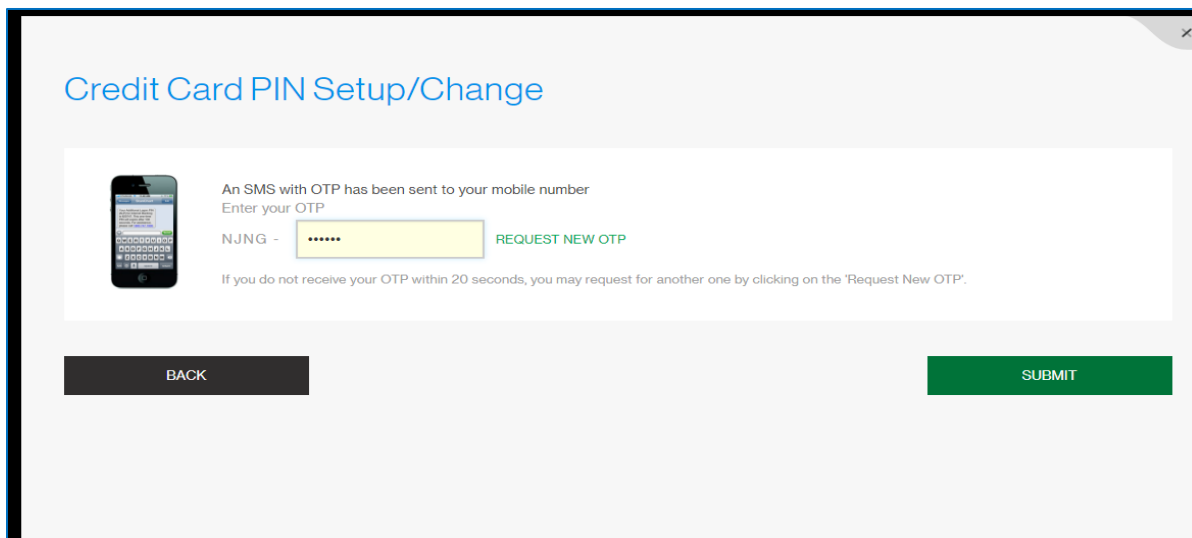 Credit Card PIN Setup/Change
An SMS with OTP has been sent to your mobile number
Enter your OTP
NJNG - •••••• REQUEST NEW OTP
If you do not receive your OTP within 20 seconds, you may request for another one by clicking on the 'Request New OTP'.
BACK SUBMIT